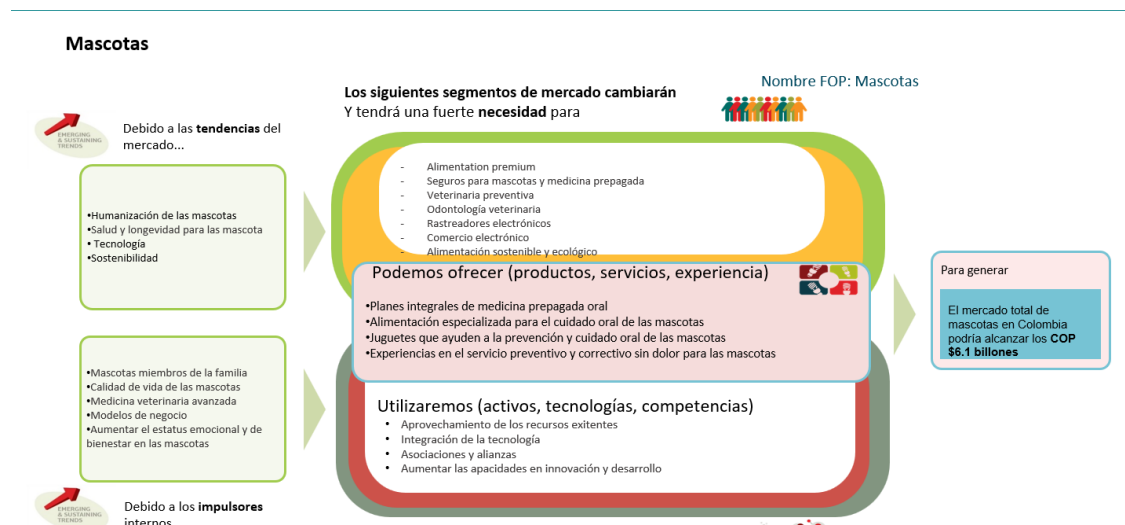 Mascotas
Nombre FOP: Mascotas
Los siguientes segmentos de mercado cambiarán
Y tendrá una fuerte necesidad para
EMERGING
& SUSTAINING
TRENDS
Debido a las tendencias del
mercado...
•Humanización de las mascotas
•Salud y longevidad para las mascota
• Tecnología
•Sostenibilidad
- Alimentation premium
- Seguros para mascotas y medicina prepagada
- Veterinaria preventiva
- Odontología veterinaria
- Rastreadores electrónicos
- Comercio electrónico
- Alimentación sostenible y ecológico
Podemos ofrecer (productos, servicios, experiencia)
•Planes integrales de medicina prepagada oral
•Alimentación especializada para el cuidado oral de las mascotas
•Juguetes que ayuden a la prevención y cuidado oral de las mascotas
•Experiencias en el servicio preventivo y correctivo sin dolor para las mascotas
Para generar
El mercado total de
mascotas en Colombia
podría alcanzar los COP
$6.1 billones
•Mascotas miembros de la familia
•Calidad de vida de las mascotas
•Medicina veterinaria avanzada
•Modelos de negocio
•Aumentar el estatus emocional y de
bienestar en las mascotas
Utilizaremos (activos, tecnologías, competencias)
• Aprovechamiento de los recursos exitentes
• Integración de la tecnología
• Asociaciones y alianzas
• Aumentar las apacidades en innovación y desarrollo
EMERGING
& SUSTAINING
TRENDS
Debido a los impulsores
internos